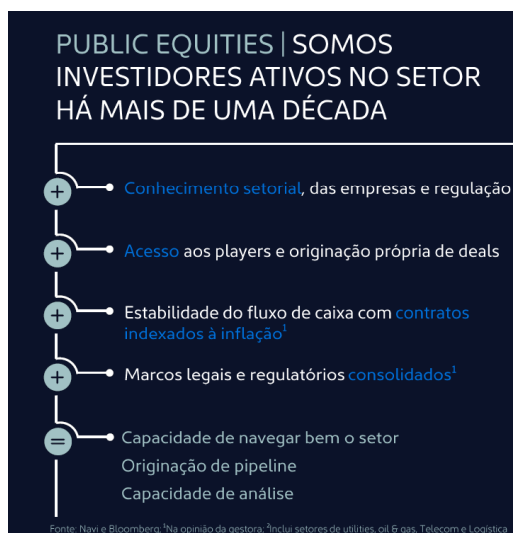 PUBLIC EQUITIES | SOMOS
INVESTIDORES ATIVOS NO SETOR
HÁ MAIS DE UMA DÉCADA
+ Conhecimento setorial, das empresas e regulação
+ Acesso aos players e originação própria de deals
+ Estabilidade do fluxo de caixa com contratos
indexados à inflação¹
+ Marcos legais e regulatórios consolidados¹
= Capacidade de navegar bem o setor
Originação de pipeline
Capacidade de análise
Fonte: Navi e Bloomberg; ¹Na opinião da gestora; ²Inclui setores de utilities, oil & gas, Telecom e Logística